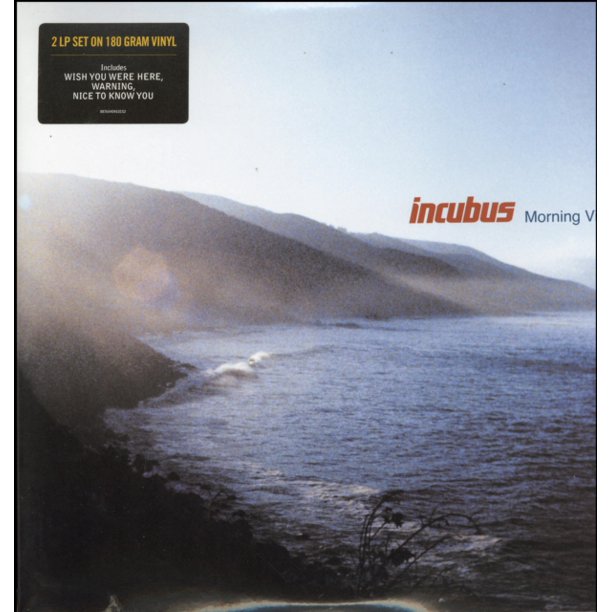 2 LP SET ON 180 GRAM VINYL
Includes
WISH YOU WERE HERE,
WARNING,
NICE TO KNOW YOU
incubus Morning V